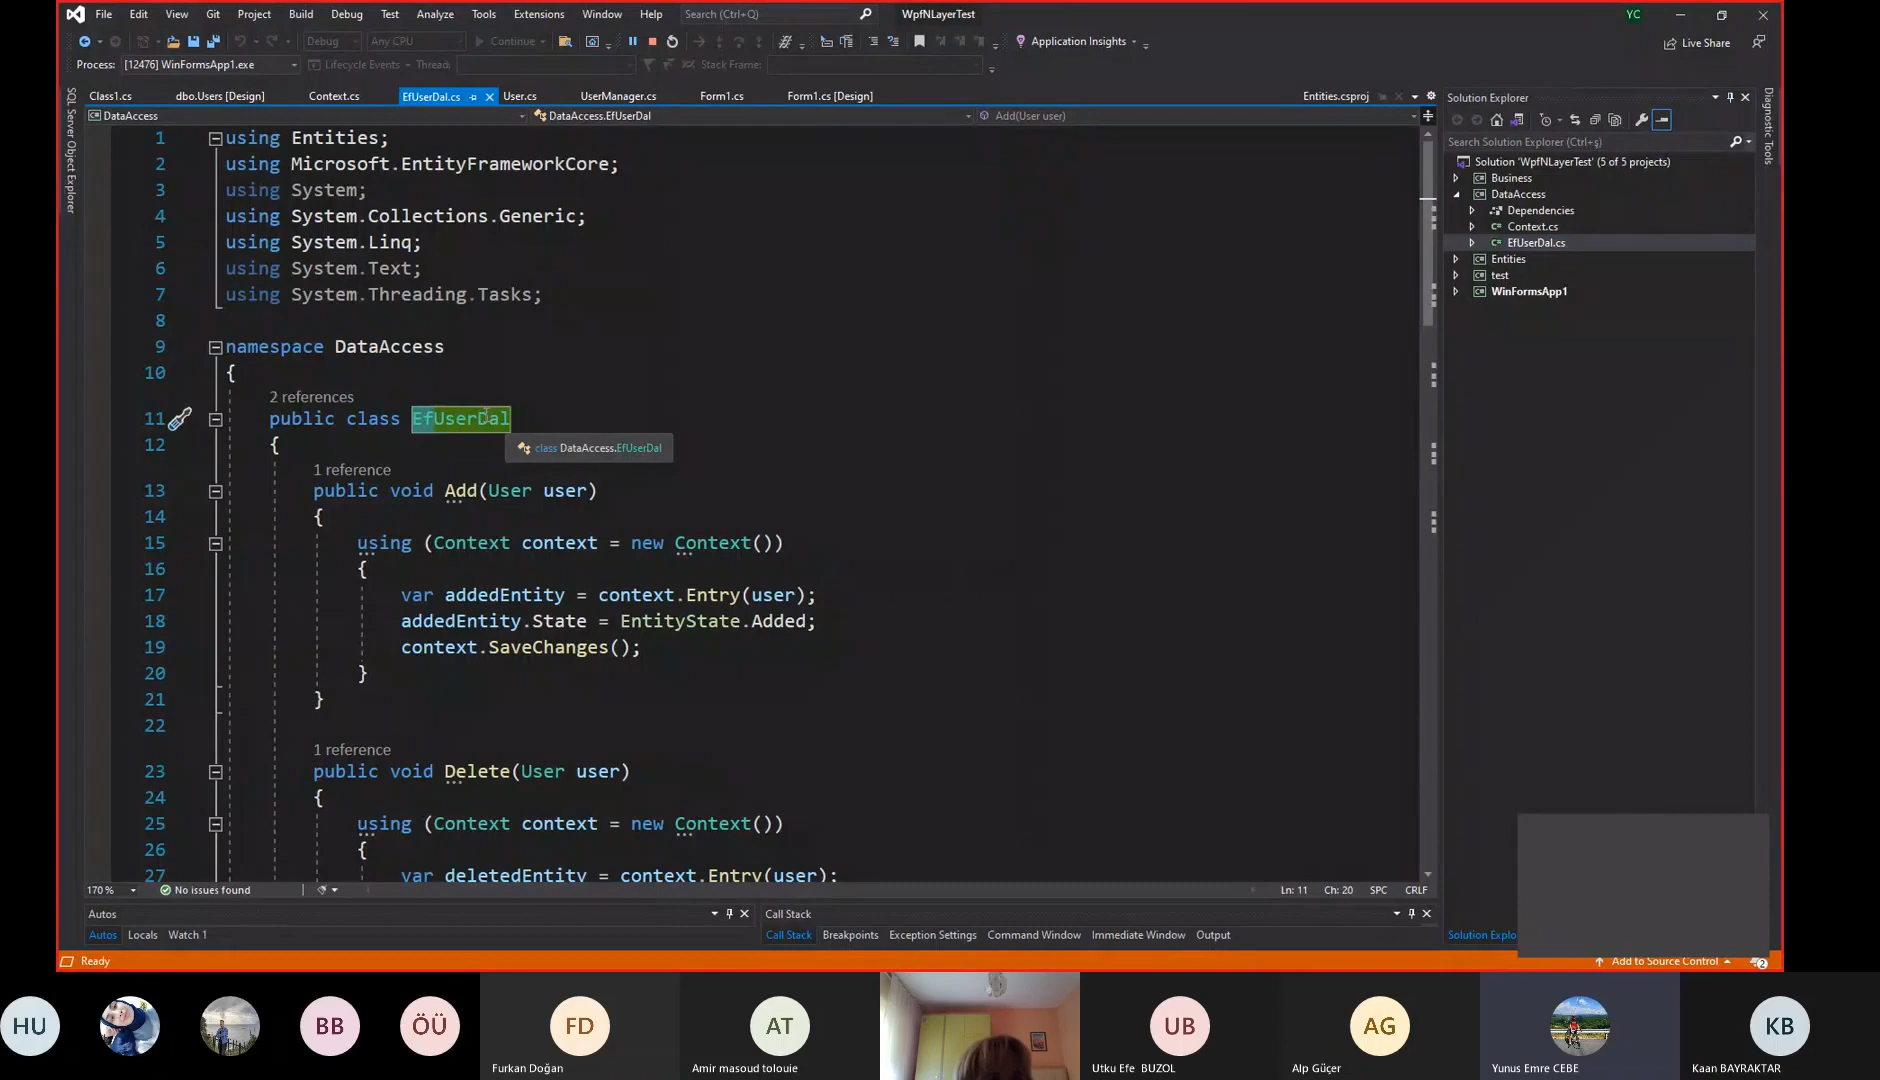 File Edit View Git Project Build Debug Test Analyze Tools Extensions Window Help Search (Ctrl+Q) WpfNLayerTest YC
Debug Any CPU Continue Application Insights Live Share
Process: [12476] WinFormsApp1.exe Lifecycle Events Thread: Stack Frame:
Class1.cs dbo.Users [Design] Context.cs EfUserDal.cs User.cs UserManager.cs Form1.cs Form1.cs [Design] Entities.csproj
DataAccess DataAccess.EfUserDal Add(User user)
SQL Server Object Explorer
1 using Entities;
2 using Microsoft.EntityFrameworkCore;
3 using System;
4 using System.Collections.Generic;
5 using System.Linq;
6 using System.Text;
7 using System.Threading.Tasks;
8
9 namespace DataAccess
10 {
2 references
11 public class EfUserDal
12 {
class DataAccess.EfUserDal
1 reference
13 public void Add(User user)
14 {
15 using (Context context = new Context())
16 {
17 var addedEntity = context.Entry(user);
18 addedEntity.State = EntityState.Added;
19 context.SaveChanges();
20 }
21 }
22
1 reference
23 public void Delete(User user)
24 {
25 using (Context context = new Context())
26 {
27 var deletedEntity = context.Entry(user);
170 % No issues found Ln: 11 Ch: 20 SPC CRLF
Solution Explorer
Search Solution Explorer (Ctrl+ş)
Solution 'WpfNLayerTest' (5 of 5 projects)
Business
DataAccess
Dependencies
Context.cs
EfUserDal.cs
Entities
test
WinFormsApp1
Diagnostic Tools
Autos
Autos Locals Watch 1
Call Stack
Call Stack Breakpoints Exception Settings Command Window Immediate Window Output
Solution Explo
Ready Add to Source Control 2
HU BB ÖÜ FD AT UB AG KB
Furkan Doğan Amir masoud tolouie Utku Efe BUZOL Alp Güçer Yunus Emre CEBE Kaan BAYRAKTAR